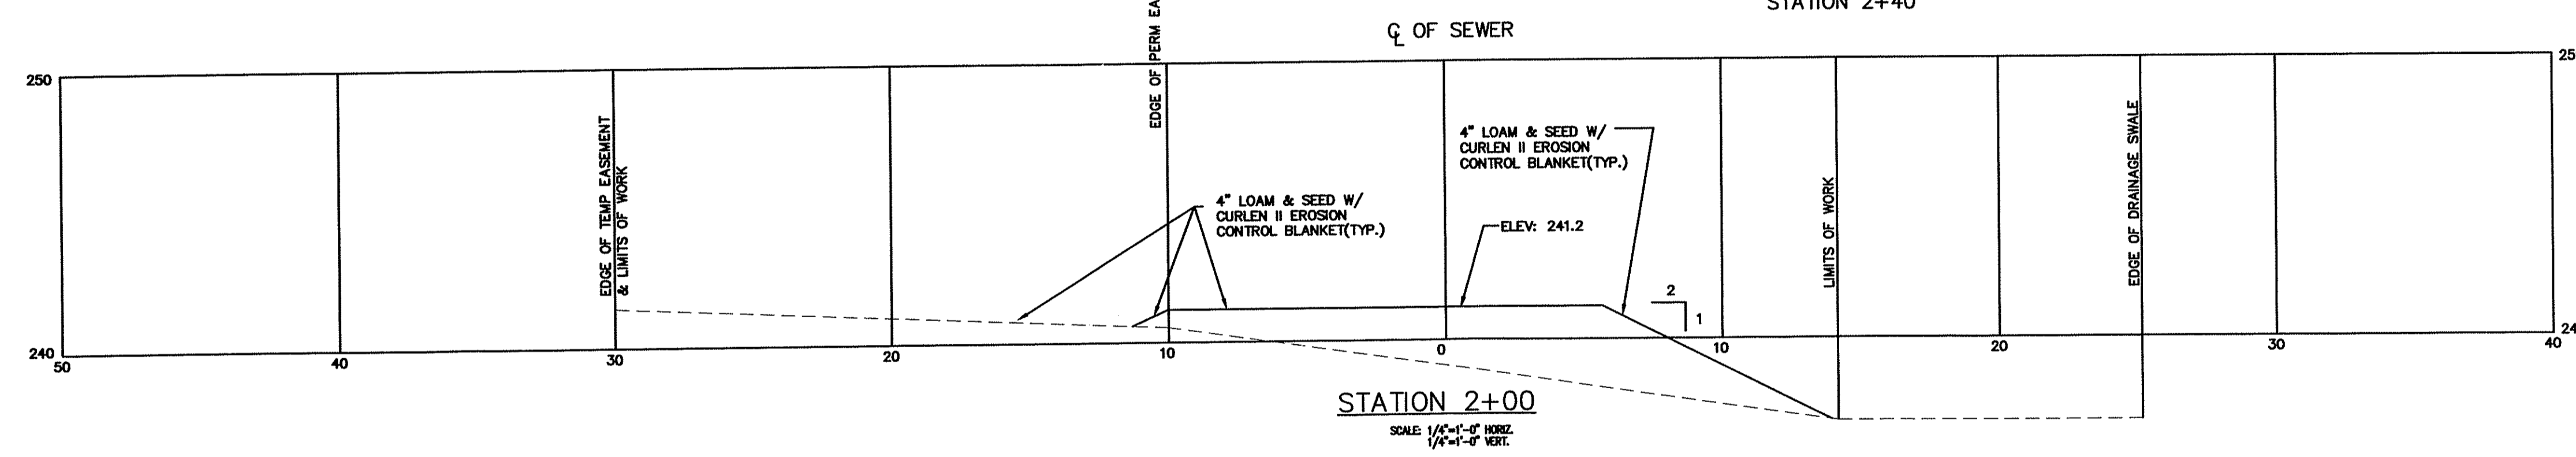 STATION 2+40
℄ OF SEWER
250
EDGE OF TEMP EASEMENT
& LIMITS OF WORK
EDGE OF PERM
4" LOAM & SEED W/
CURLEN II EROSION
CONTROL BLANKET(TYP.)
4" LOAM & SEED W/
CURLEN II EROSION
CONTROL BLANKET(TYP.)
ELEV: 241.2
2
1
LIMITS OF WORK
EDGE OF DRAINAGE SWALE
240
50 40 30 20 10 0 10 20 30 40
STATION 2+00
SCALE: 1/4"=1'-0" HORIZ.
1/4"=1'-0" VERT.